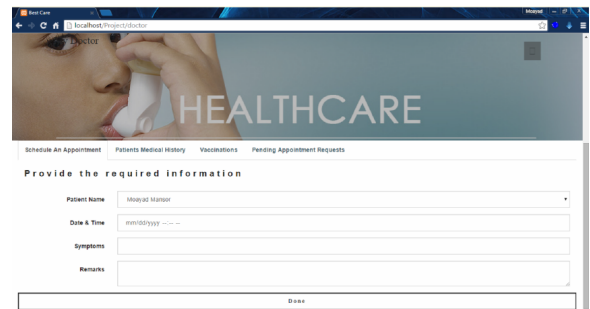 Best Care
Moayad
localhost/Project/doctor
Doctor
HEALTHCARE
Schedule An Appointment Patients Medical History Vaccinations Pending Appointment Requests
Provide the required information
Patient Name Moayad Mansor
Date & Time mm/dd/yyyy --:-- --
Symptoms
Remarks
Done